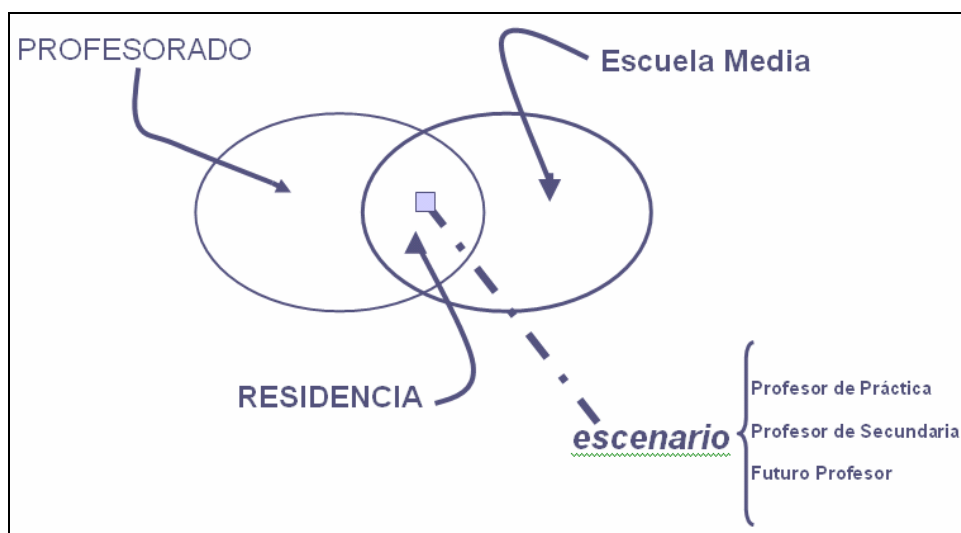 PROFESORADO
Escuela Media
RESIDENCIA
escenario
Profesor de Práctica
Profesor de Secundaria
Futuro Profesor